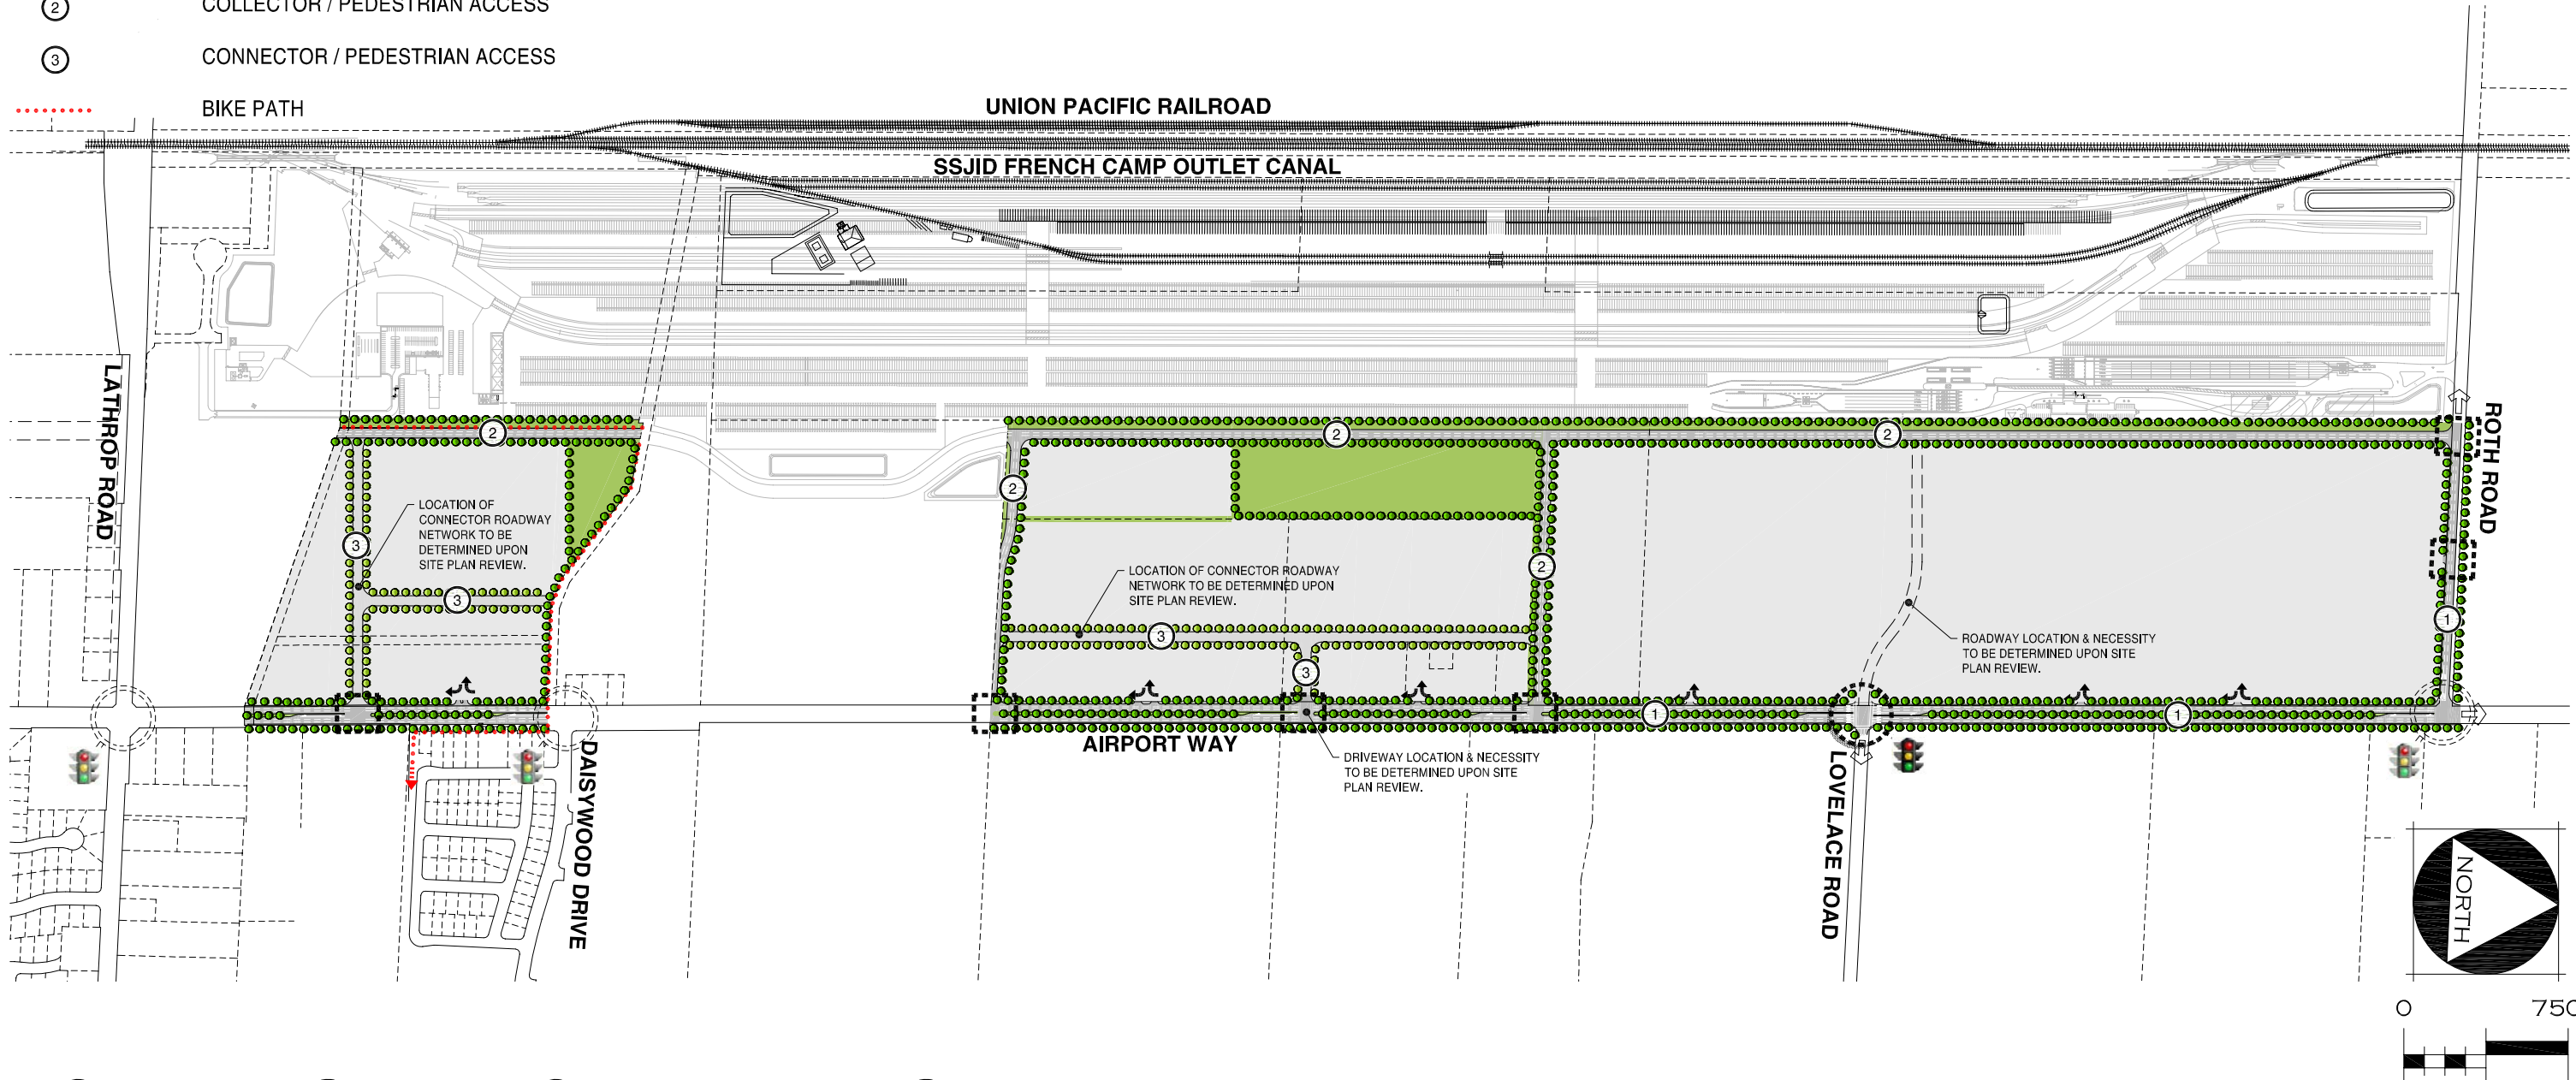 2 COLLECTOR / PEDESTRIAN ACCESS
3 CONNECTOR / PEDESTRIAN ACCESS
BIKE PATH
UNION PACIFIC RAILROAD
SSJID FRENCH CAMP OUTLET CANAL
LATHROP ROAD
ROTH ROAD
2
2
2
2
2
3
3
3
3
1
1
1
LOCATION OF
CONNECTOR ROADWAY
NETWORK TO BE
DETERMINED UPON
SITE PLAN REVIEW.
LOCATION OF CONNECTOR ROADWAY
NETWORK TO BE DETERMINED UPON
SITE PLAN REVIEW.
ROADWAY LOCATION & NECESSITY
TO BE DETERMINED UPON SITE
PLAN REVIEW.
AIRPORT WAY
DRIVEWAY LOCATION & NECESSITY
TO BE DETERMINED UPON SITE
PLAN REVIEW.
DAISYWOOD DRIVE
LOVELACE ROAD
NORTH
0 750